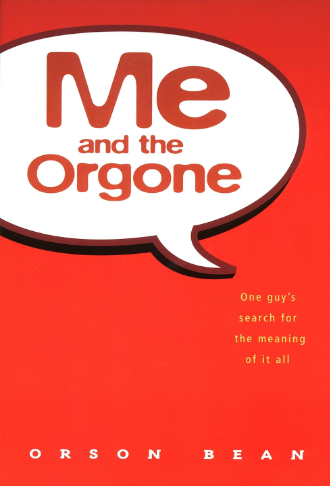 Me
and the
Orgone
One guy's
search for
the meaning
of it all
ORSON BEAN